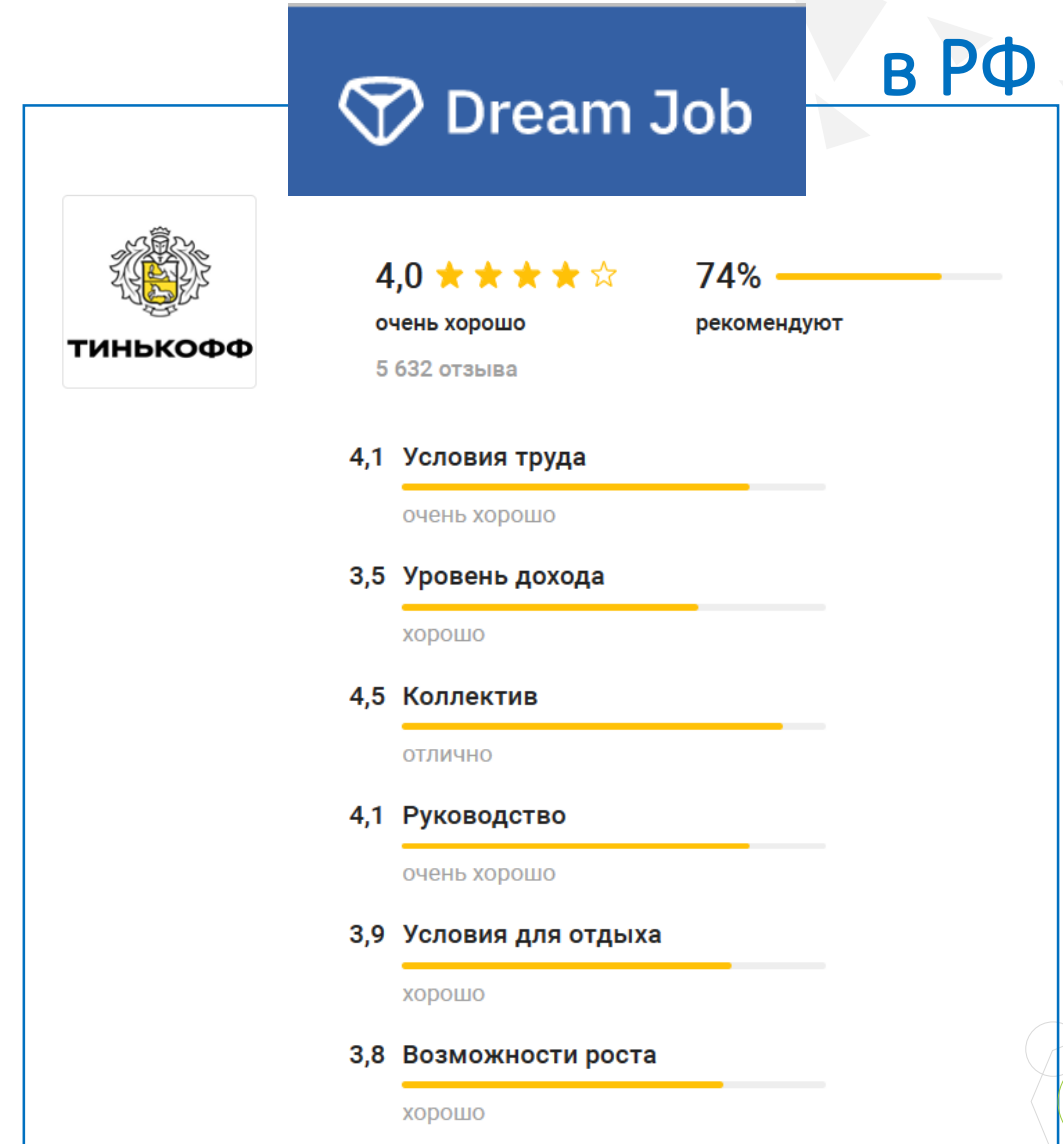 в РФ
Dream Job
ТИНЬКОФФ
4,0
74%
очень хорошо
рекомендуют
5 632 отзыва
4,1 Условия труда
очень хорошо
3,5 Уровень дохода
хорошо
4,5 Коллектив
отлично
4,1 Руководство
очень хорошо
3,9 Условия для отдыха
хорошо
3,8 Возможности роста
хорошо